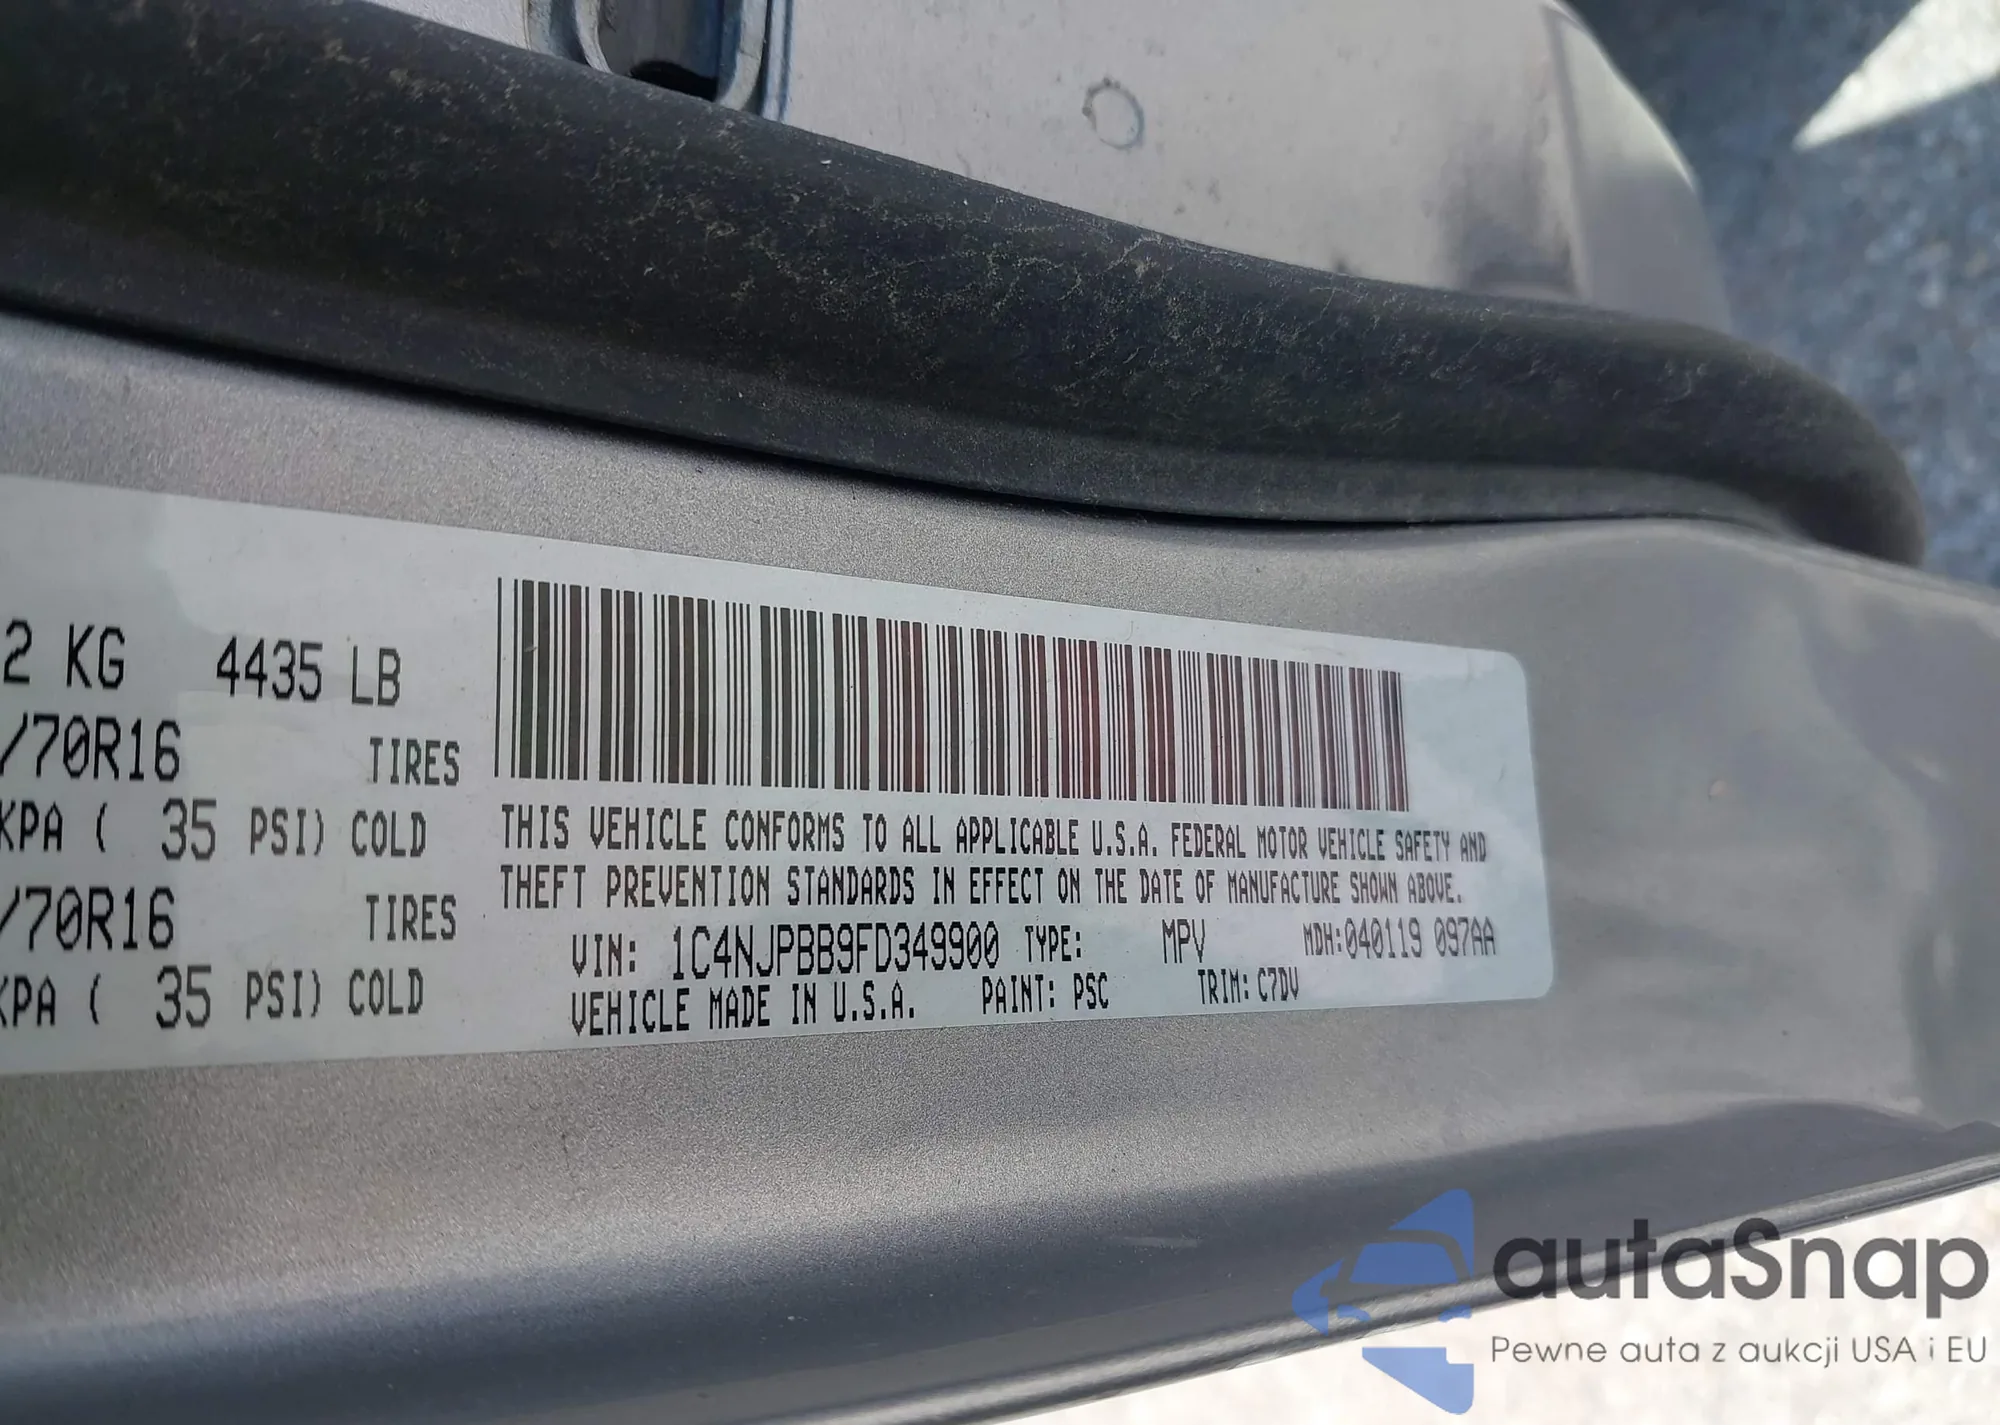 2 KG 4435 LB
/70R16 TIRES
KPA ( 35 PSI) COLD
/70R16 TIRES
KPA ( 35 PSI) COLD
THIS VEHICLE CONFORMS TO ALL APPLICABLE U.S.A. FEDERAL MOTOR VEHICLE SAFETY AND
THEFT PREVENTION STANDARDS IN EFFECT ON THE DATE OF MANUFACTURE SHOWN ABOVE.
VIN: 1C4NJPBB9FD349900 TYPE: MPV MDH:040119 097AA
VEHICLE MADE IN U.S.A. PAINT: PSC TRIM: C7DV
autaSnap
Pewne auta z aukcji USA i EU